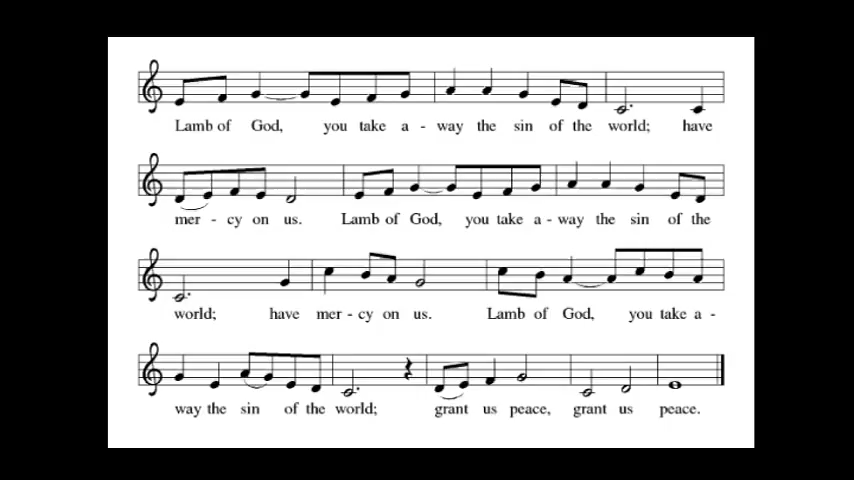 Lamb of God, you take a - way the sin of the world; have
mer - cy on us. Lamb of God, you take a - way the sin of the
world; have mer - cy on us. Lamb of God, you take a -
way the sin of the world; grant us peace, grant us peace.